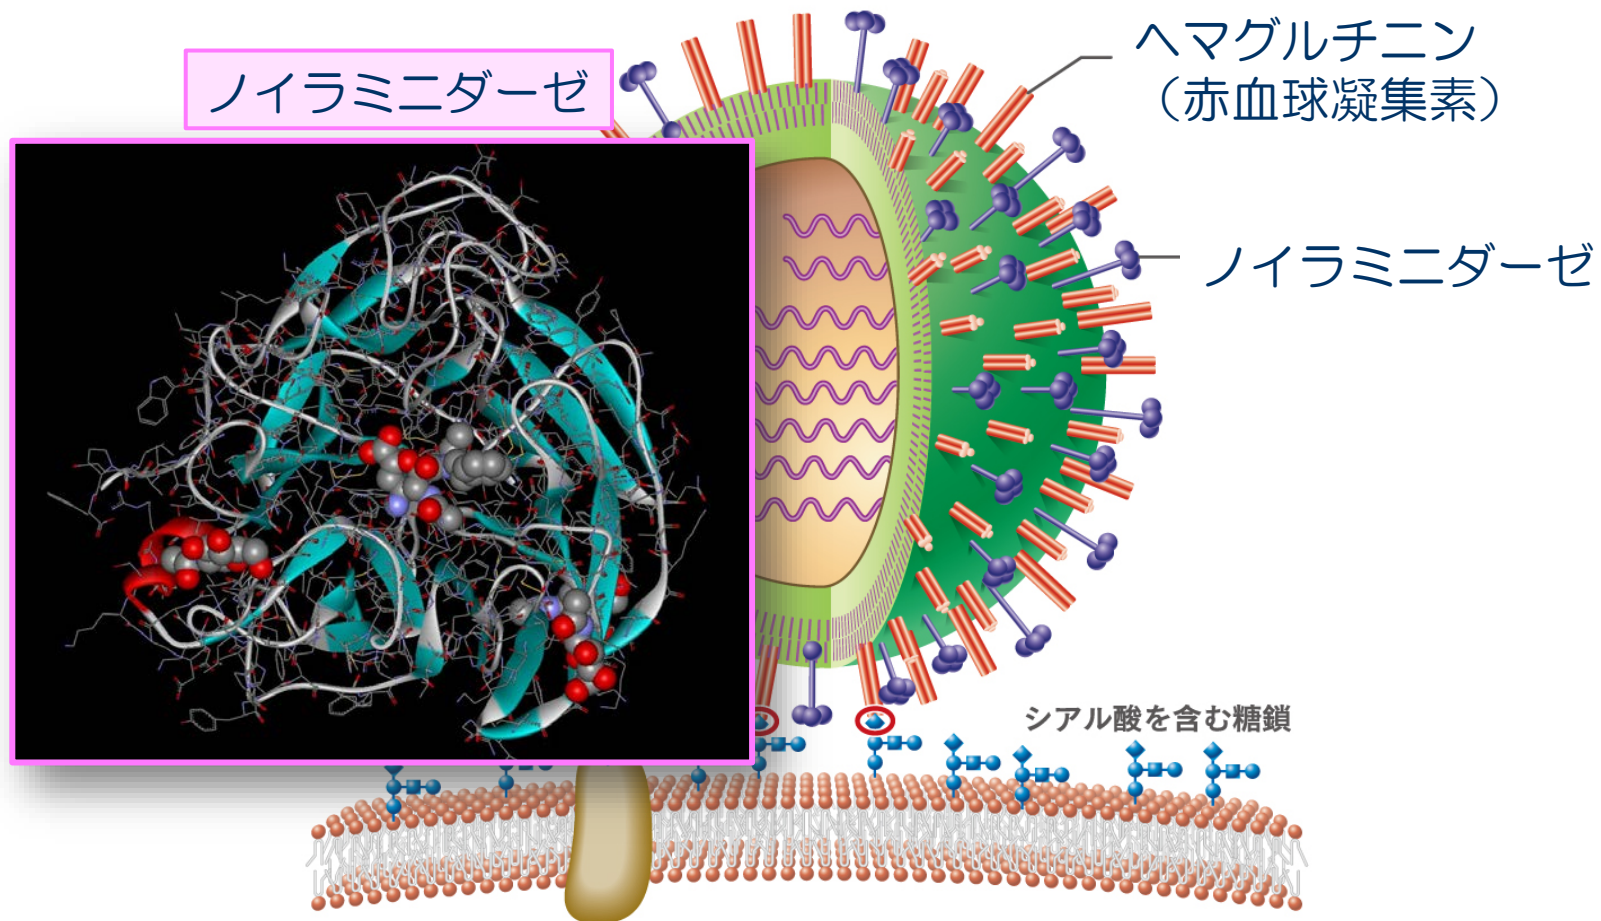 ノイラミニダーゼ
ヘマグルチニン
（赤血球凝集素）
ノイラミニダーゼ
シアル酸を含む糖鎖